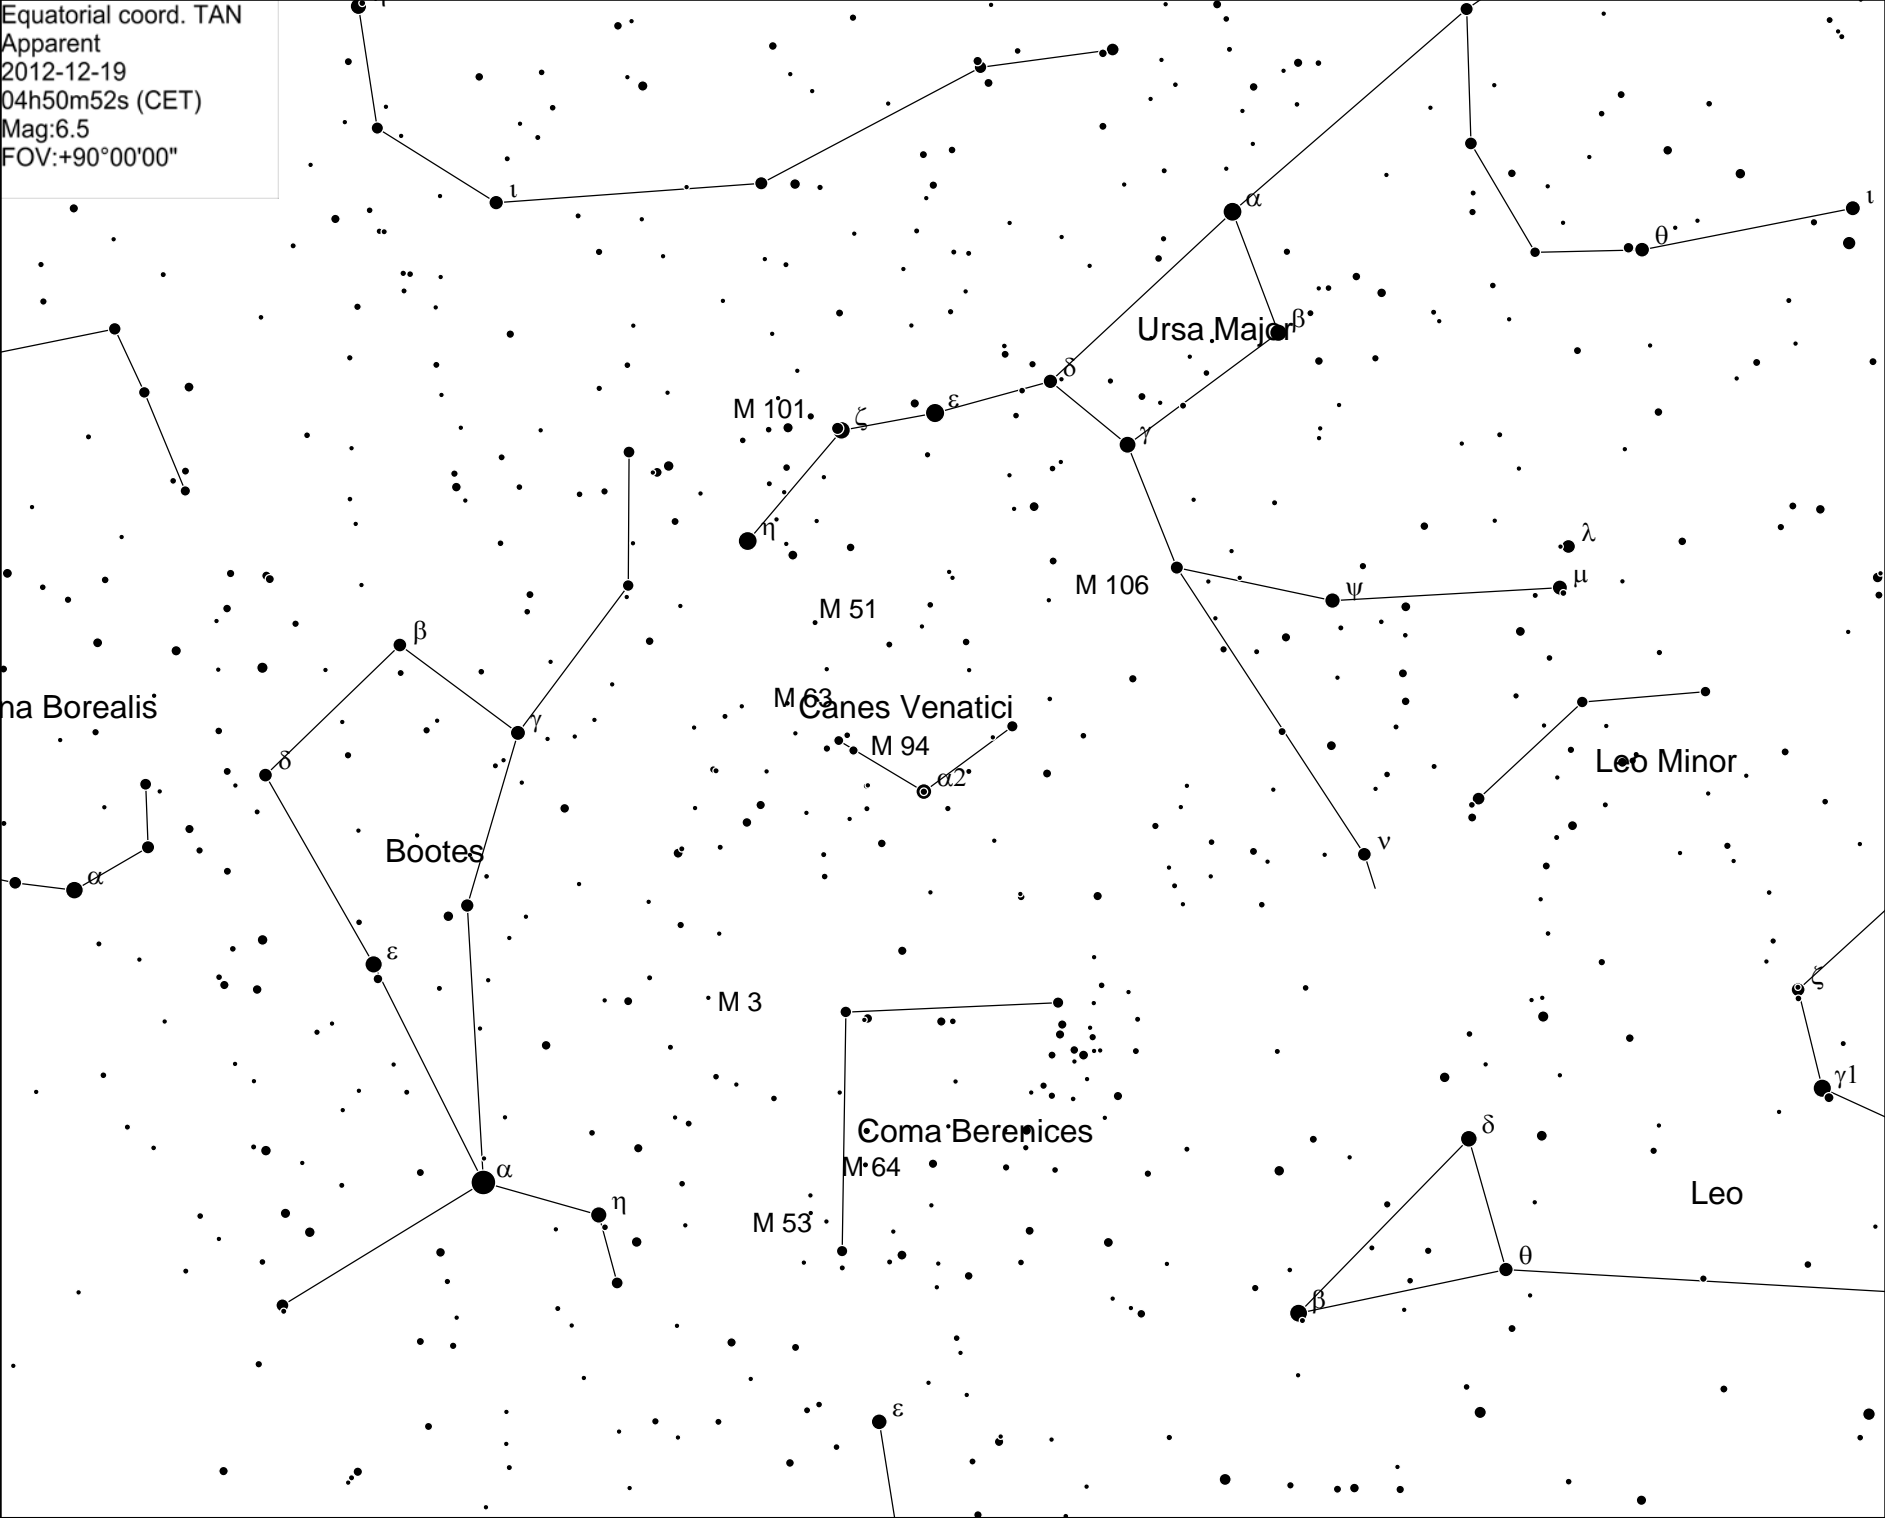 Equatorial coord. TAN
Apparent
2012-12-19
04h50m52s (CET)
Mag:6.5
FOV:+90°00'00"
ι
α
θ
ι
Ursa Major
β
δ
M 101
ζ
ε
γ
η
λ
μ
M 106
ψ
M 51
β
M 63
Canes Venatici
na Borealis
γ
M 94
δ
α2
Leo Minor
Bootes
ν
α
ε
ζ
M 3
γ1
Coma Berenices
δ
M 64
α
Leo
η
M 53
θ
β
ε